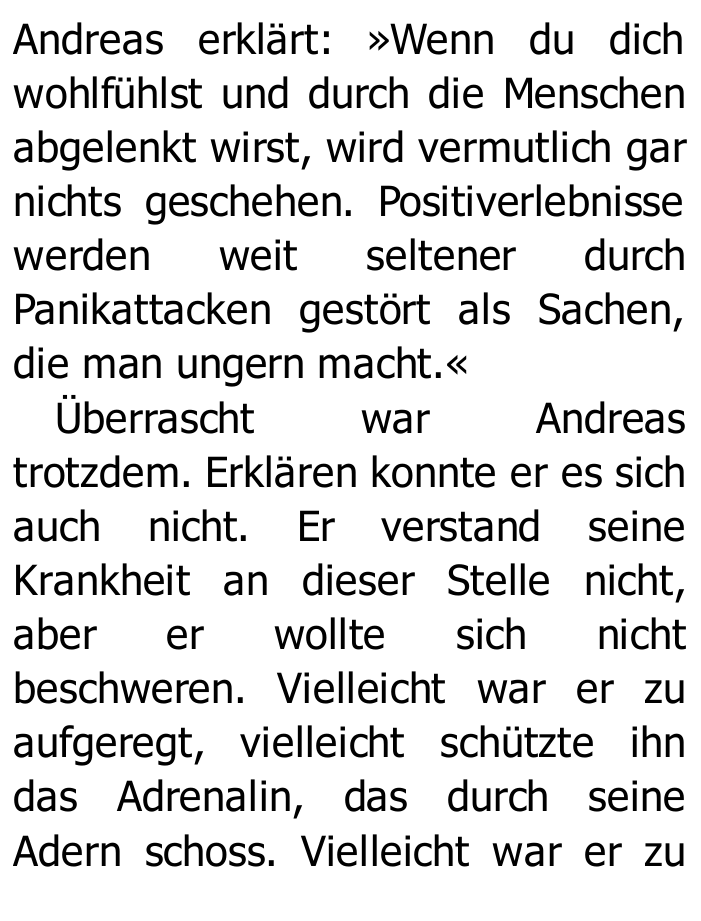 Andreas erklärt: »Wenn du dich
wohlfühlst und durch die Menschen
abgelenkt wirst, wird vermutlich gar
nichts geschehen. Positiverlebnisse
werden weit seltener durch
Panikattacken gestört als Sachen,
die man ungern macht.«
Überrascht war Andreas
trotzdem. Erklären konnte er es sich
auch nicht. Er verstand seine
Krankheit an dieser Stelle nicht,
aber er wollte sich nicht
beschweren. Vielleicht war er zu
aufgeregt, vielleicht schützte ihn
das Adrenalin, das durch seine
Adern schoss. Vielleicht war er zu